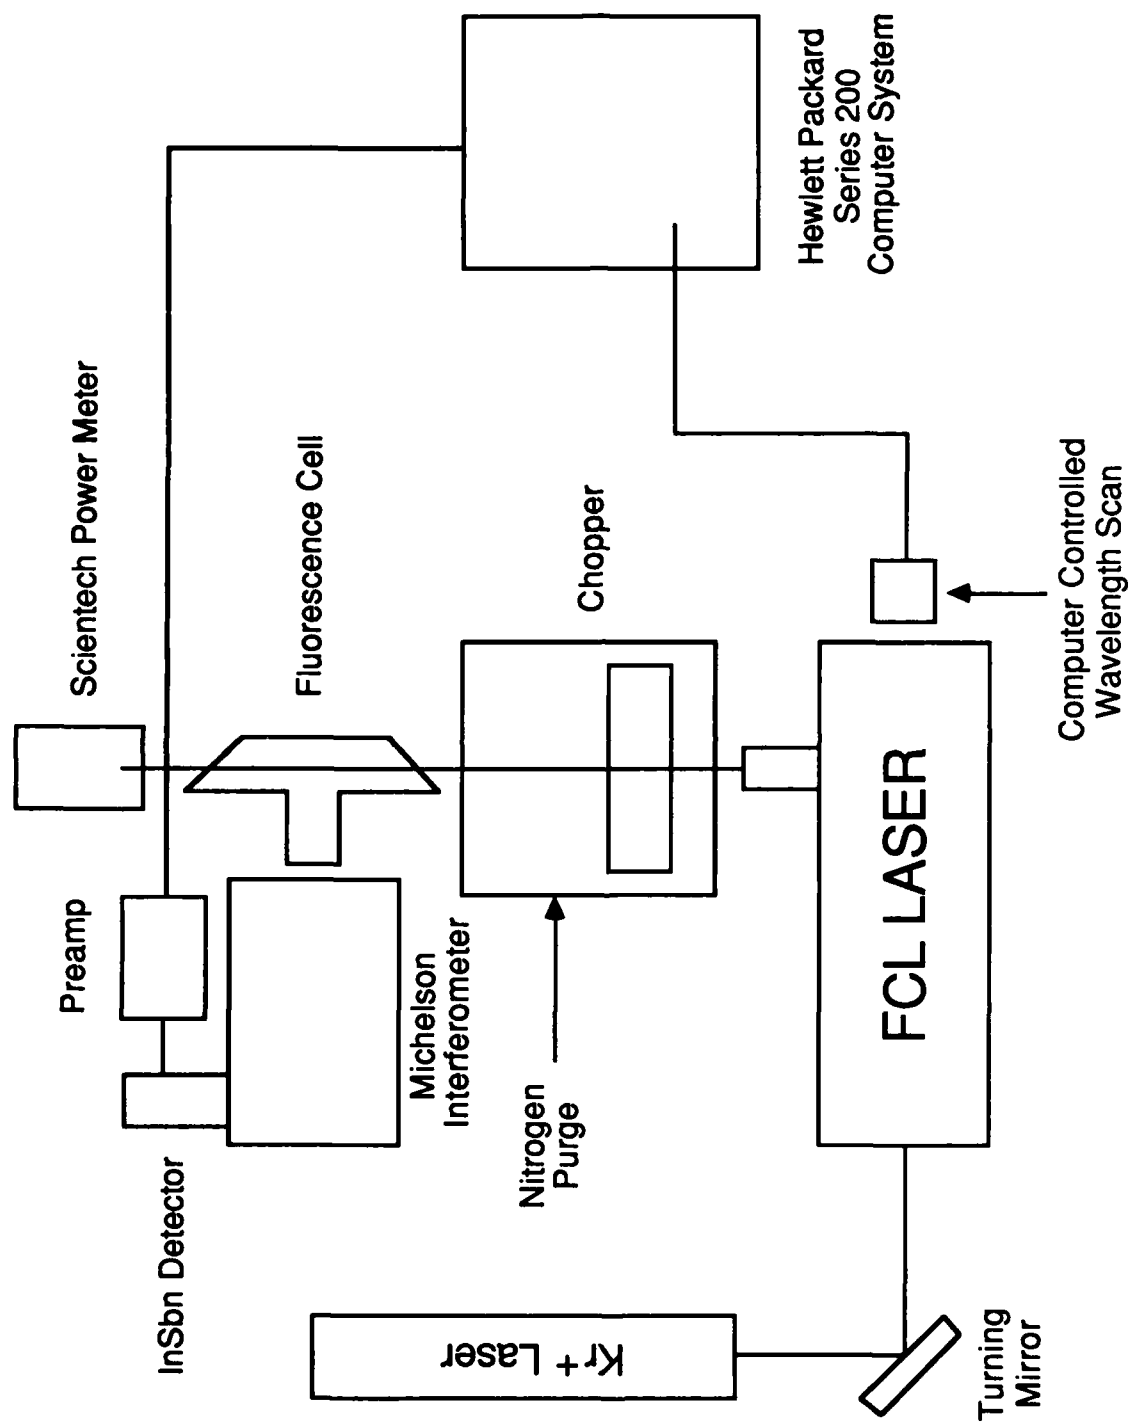 InSbn Detector
Preamp
Scientech Power Meter
Michelson
Interferometer
Fluorescence Cell
Nitrogen
Purge
Chopper
Hewlett Packard
Series 200
Computer System
Kr+ Laser
FCL LASER
Turning
Mirror
Computer Controlled
Wavelength Scan